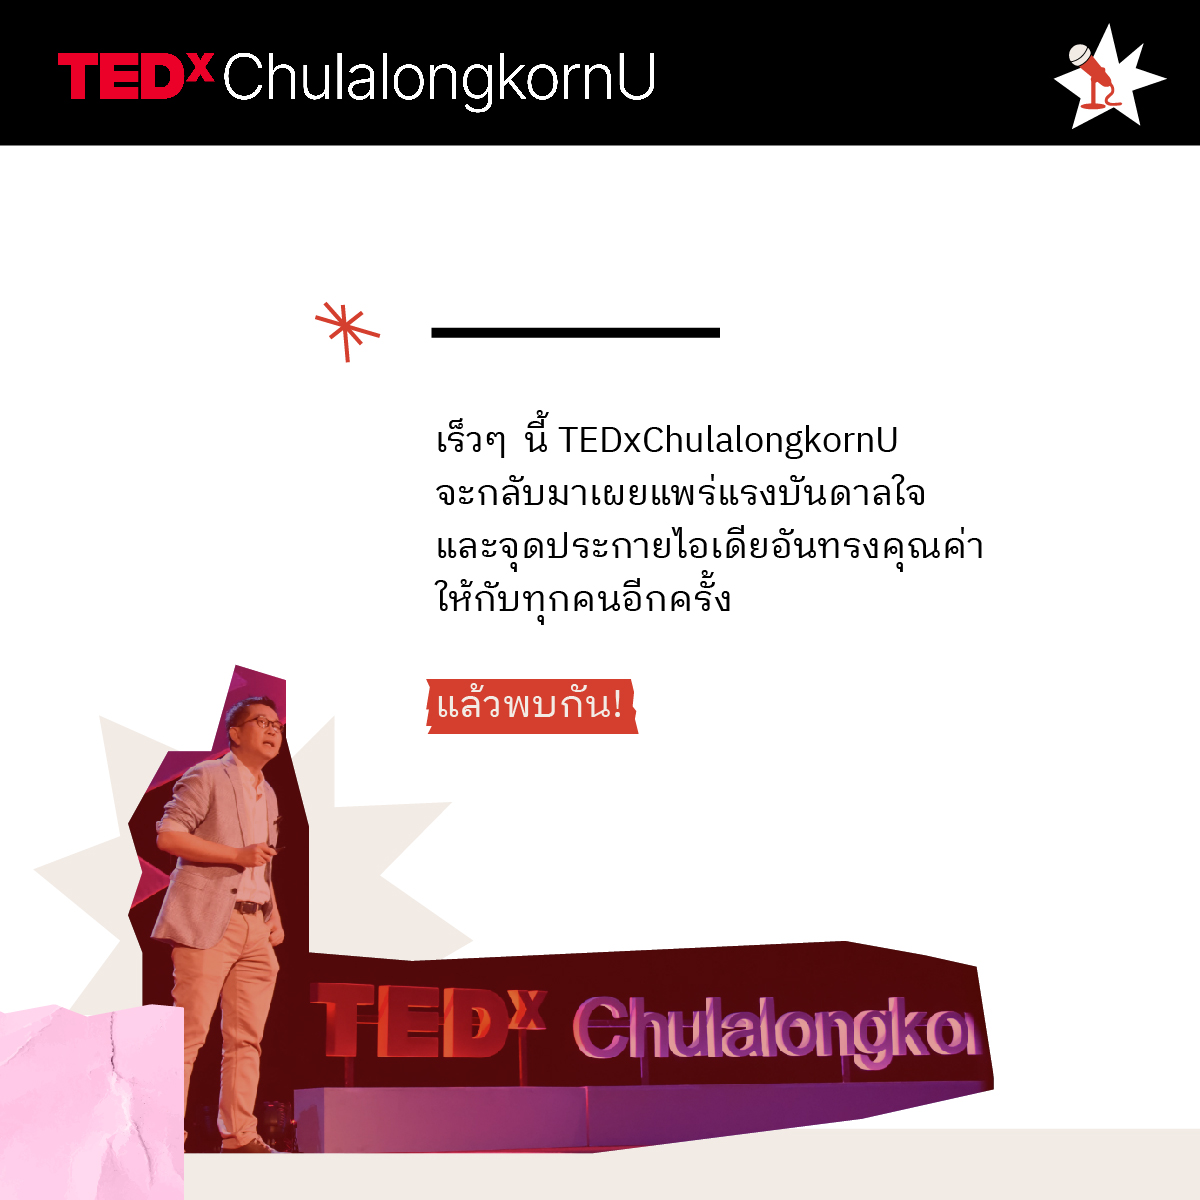 TEDx ChulalongkornU
เร็วๆ นี้ TEDxChulalongkornU
จะกลับมาเผยแพร่แรงบันดาลใจ
และจุดประกายไอเดียอันทรงคุณค่า
ให้กับทุกคนอีกครั้ง
แล้วพบกัน!
TEDx Chulalongkor